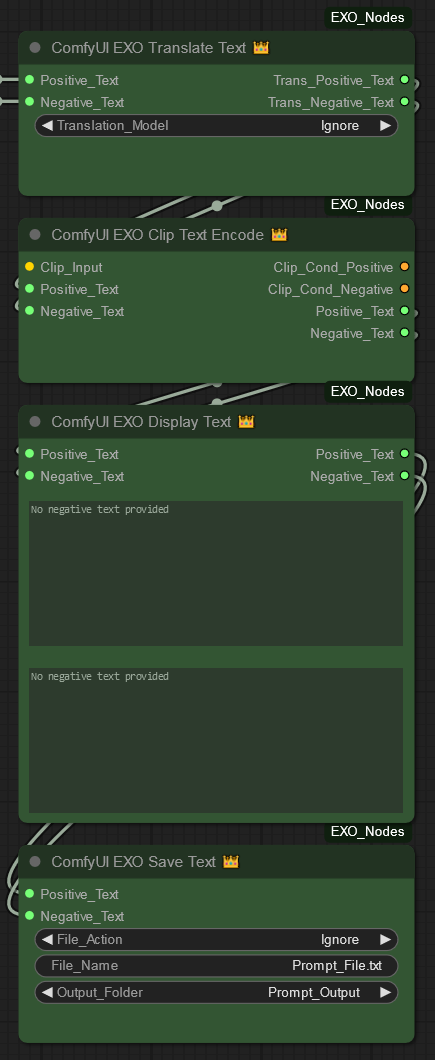 EXO_Nodes
ComfyUI EXO Translate Text 👑
Positive_Text Trans_Positive_Text
Negative_Text Trans_Negative_Text
Translation_Model Ignore
EXO_Nodes
ComfyUI EXO Clip Text Encode 👑
Clip_Input Clip_Cond_Positive
Positive_Text Clip_Cond_Negative
Negative_Text Positive_Text
Negative_Text
EXO_Nodes
ComfyUI EXO Display Text 👑
Positive_Text Positive_Text
Negative_Text Negative_Text
No negative text provided
No negative text provided
EXO_Nodes
ComfyUI EXO Save Text 👑
Positive_Text
Negative_Text
File_Action Ignore
File_Name Prompt_File.txt
Output_Folder Prompt_Output